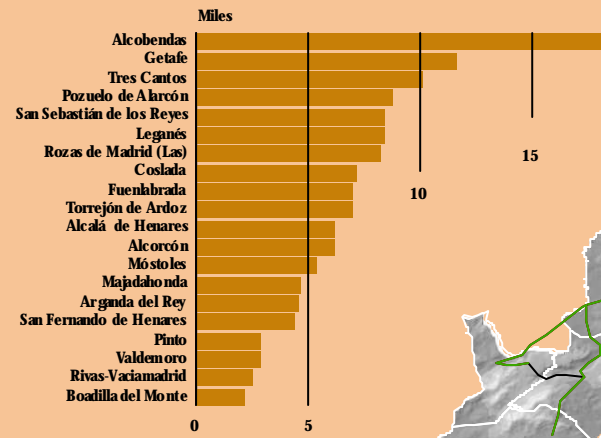 Miles
Alcobendas
Getafe
Tres Cantos
Pozuelo de Alarcón
San Sebastián de los Reyes
Leganés
Rozas de Madrid (Las)
Coslada
Fuenlabrada
Torrejón de Ardoz
Alcalá de Henares
Alcorcón
Móstoles
Majadahonda
Arganda del Rey
San Fernando de Henares
Pinto
Valdemoro
Rivas-Vaciamadrid
Boadilla del Monte
0
5
10
15